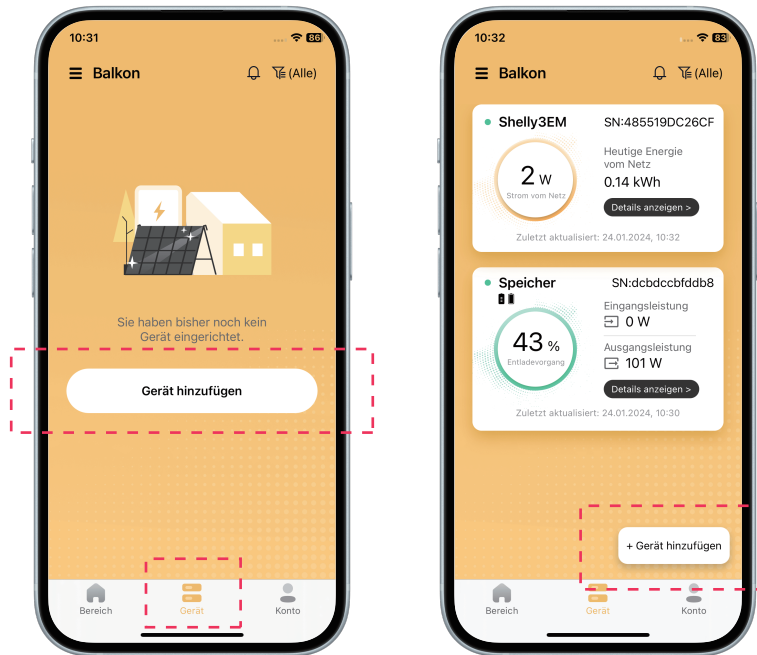 10:31
86
Balkon
(Alle)
Sie haben bisher noch kein
Gerät eingerichtet.
Gerät hinzufügen
Bereich
Gerät
Konto
10:32
83
Balkon
(Alle)
Shelly3EM
SN:485519DC26CF
2 W
Strom vom Netz
Heutige Energie
vom Netz
0.14 kWh
Details anzeigen >
Zuletzt aktualisiert: 24.01.2024, 10:32
Speicher
SN:dcbdccbfddb8
43 %
Entladevorgang
Eingangsleistung
0 W
Ausgangsleistung
101 W
Details anzeigen >
Zuletzt aktualisiert: 24.01.2024, 10:30
+ Gerät hinzufügen
Bereich
Gerät
Konto